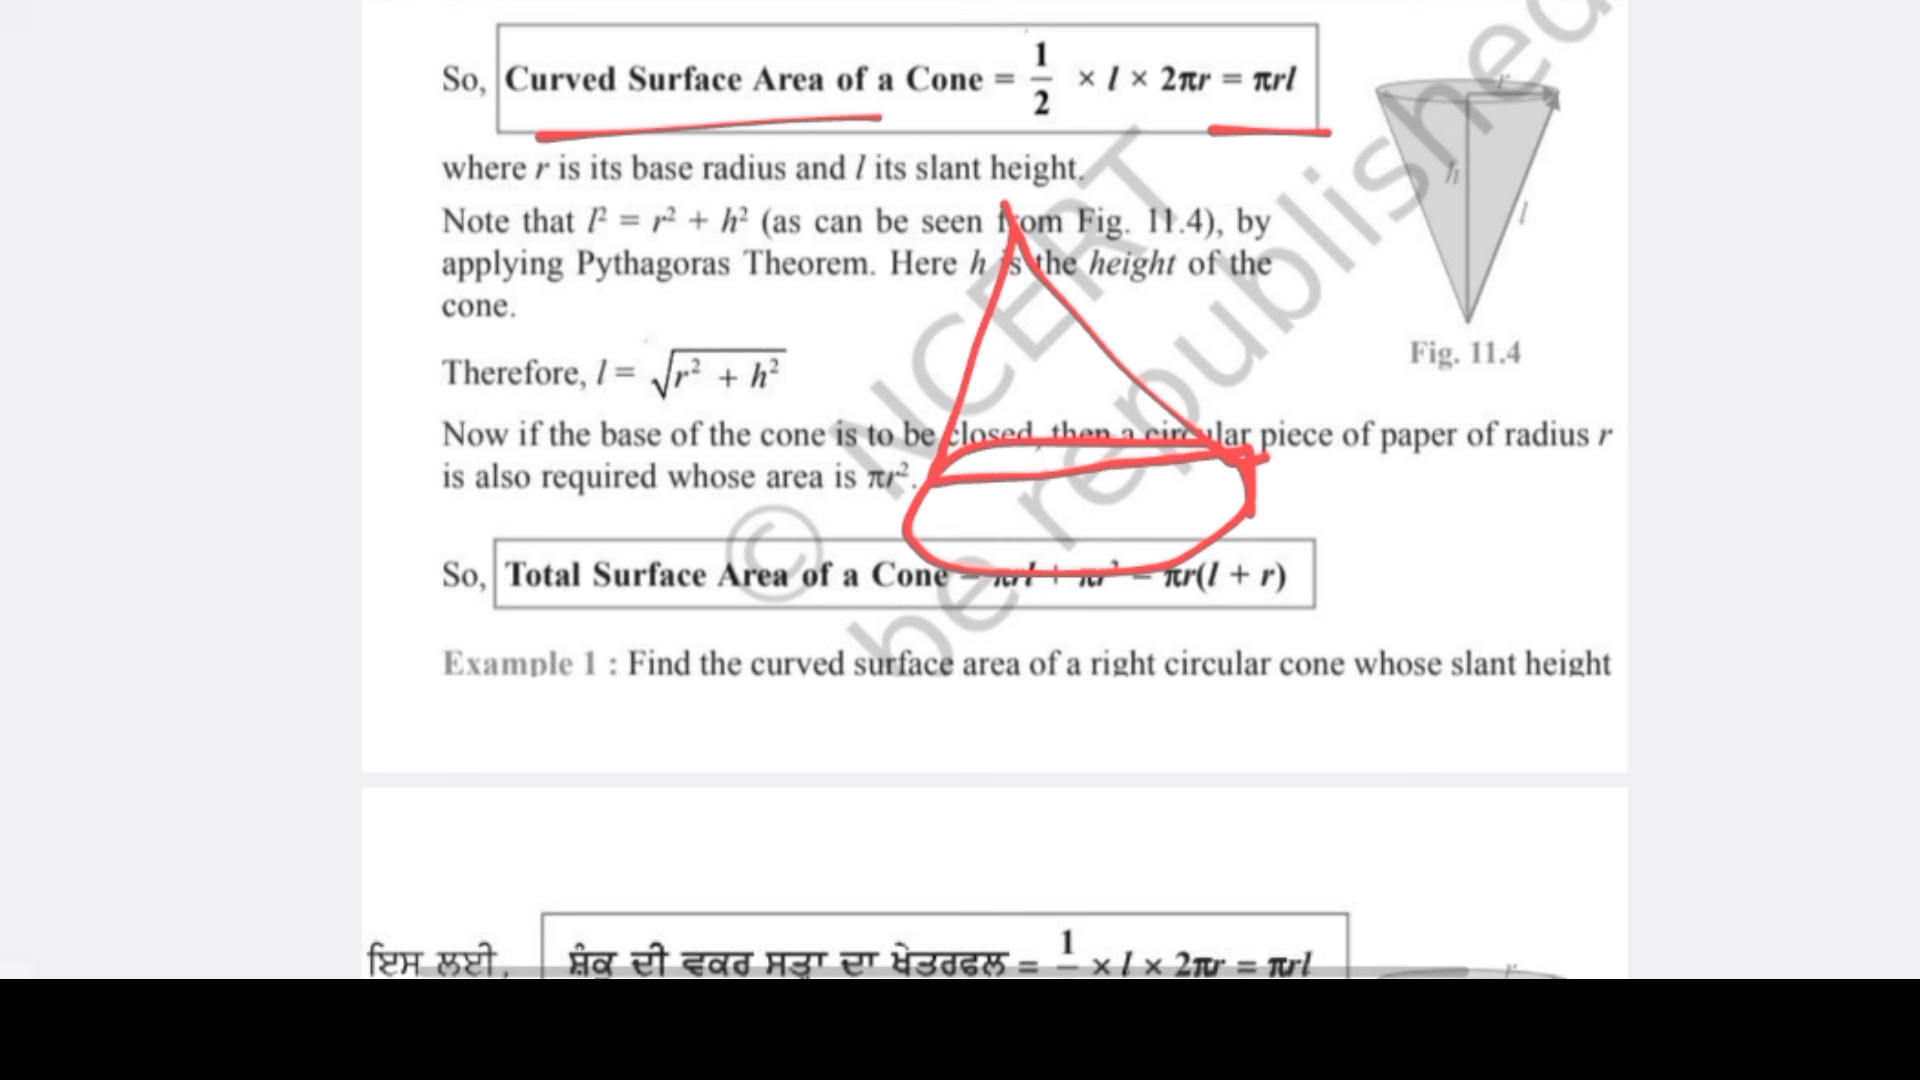 So, Curved Surface Area of a Cone = 1/2 × l × 2πr = πrl
where r is its base radius and l its slant height.
Note that l² = r² + h² (as can be seen from Fig. 11.4), by
applying Pythagoras Theorem. Here h is the height of the
cone.
Therefore, l = √(r² + h²)
r
h
l
Fig. 11.4
Now if the base of the cone is to be closed, then a circular piece of paper of radius r
is also required whose area is πr².
So, Total Surface Area of a Cone = πrl + πr² = πr(l + r)
Example 1 : Find the curved surface area of a right circular cone whose slant height
© NCERT
be republished
ਇਸ ਲਈ, ਸ਼ੰਕੂ ਦੀ ਵਕਰ ਸਤ੍ਹਾ ਦਾ ਖੇਤਰਫਲ = 1 × l × 2πr = πrl
r